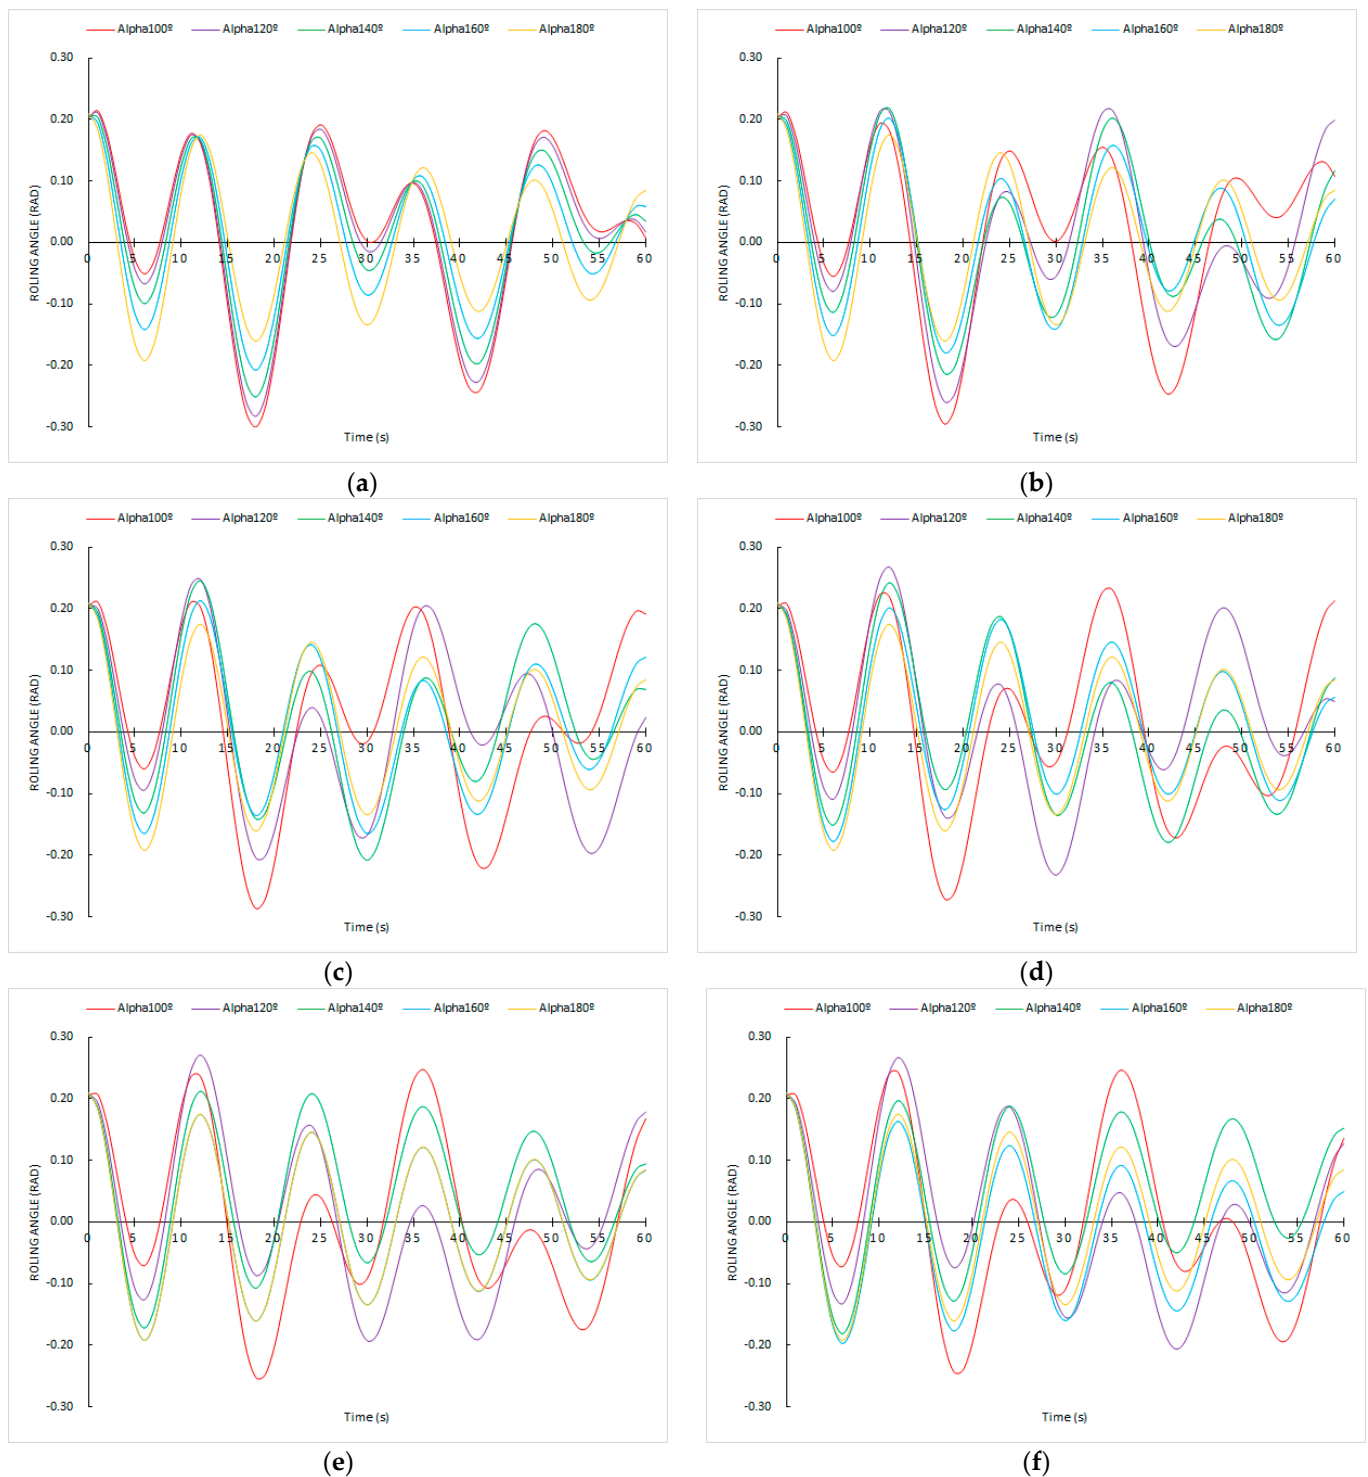 Alpha100º Alpha120º Alpha140º Alpha160º Alpha180º
0.30
0.20
0.10
0.00
-0.10
-0.20
-0.30
0 5 10 15 20 25 30 35 40 45 50 55 60
ROLING ANGLE (RAD)
Time (s)
(a)
Alpha100º Alpha120º Alpha140º Alpha160º Alpha180º
0.30
0.20
0.10
0.00
-0.10
-0.20
-0.30
0 5 10 15 20 25 30 35 40 45 50 55 60
ROLING ANGLE (RAD)
Time (s)
(b)
Alpha100º Alpha120º Alpha140º Alpha160º Alpha180º
0.30
0.20
0.10
0.00
-0.10
-0.20
-0.30
0 5 10 15 20 25 30 35 40 45 50 55 60
ROLING ANGLE (RAD)
Time (s)
(c)
Alpha100º Alpha120º Alpha140º Alpha160º Alpha180º
0.30
0.20
0.10
0.00
-0.10
-0.20
-0.30
0 5 10 15 20 25 30 35 40 45 50 55 60
ROLING ANGLE (RAD)
Time (s)
(d)
Alpha100º Alpha120º Alpha140º Alpha160º Alpha180º
0.30
0.20
0.10
0.00
-0.10
-0.20
-0.30
0 5 10 15 20 25 30 35 40 45 50 55 60
ROLING ANGLE (RAD)
Time (s)
(e)
Alpha100º Alpha120º Alpha140º Alpha160º Alpha180º
0.30
0.20
0.10
0.00
-0.10
-0.20
-0.30
0 5 10 15 20 25 30 35 40 45 50 55 60
ROLING ANGLE (RAD)
Time (s)
(f)